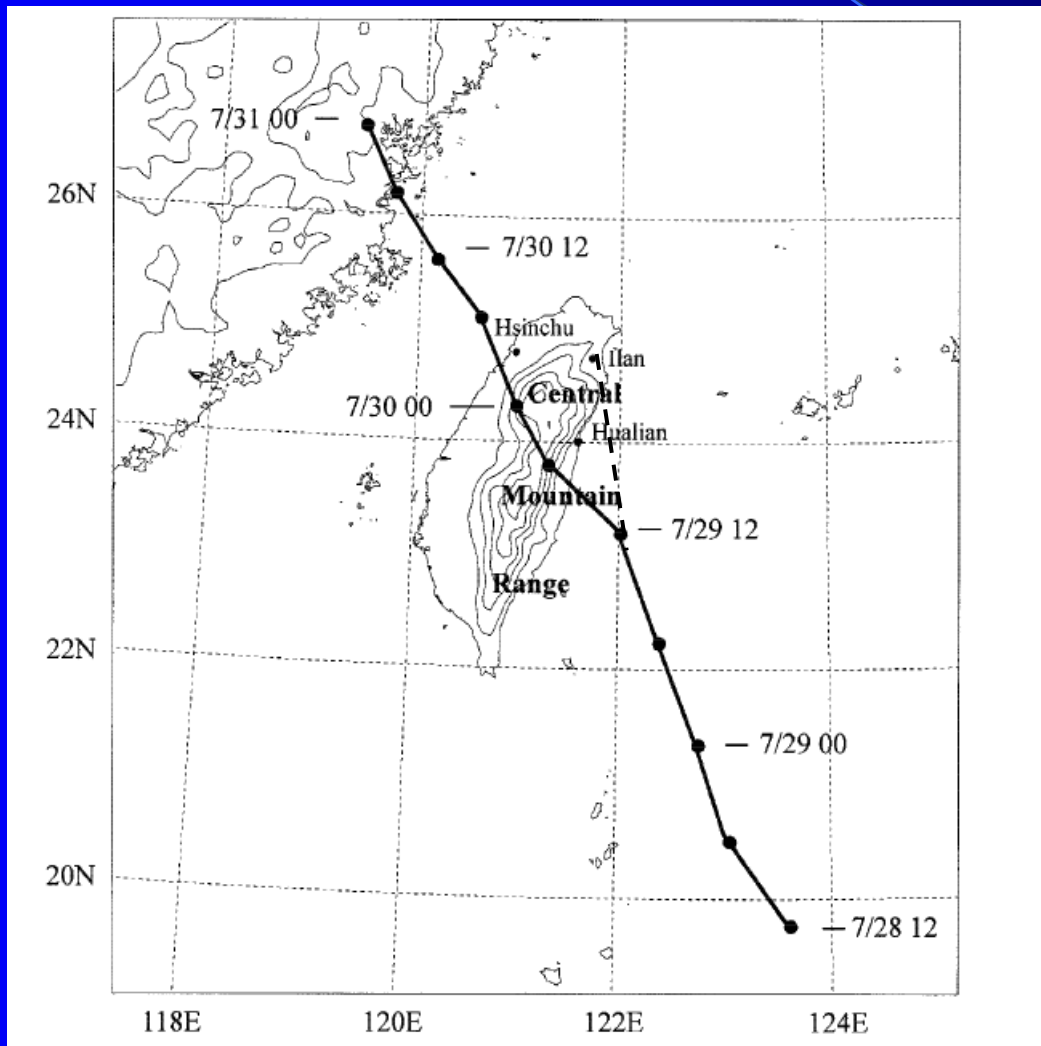 7/31 00
26N
7/30 12
Hsinchu
Ilan
Central
7/30 00
24N
Hualian
Mountain
7/29 12
Range
22N
7/29 00
20N
7/28 12
118E 120E 122E 124E